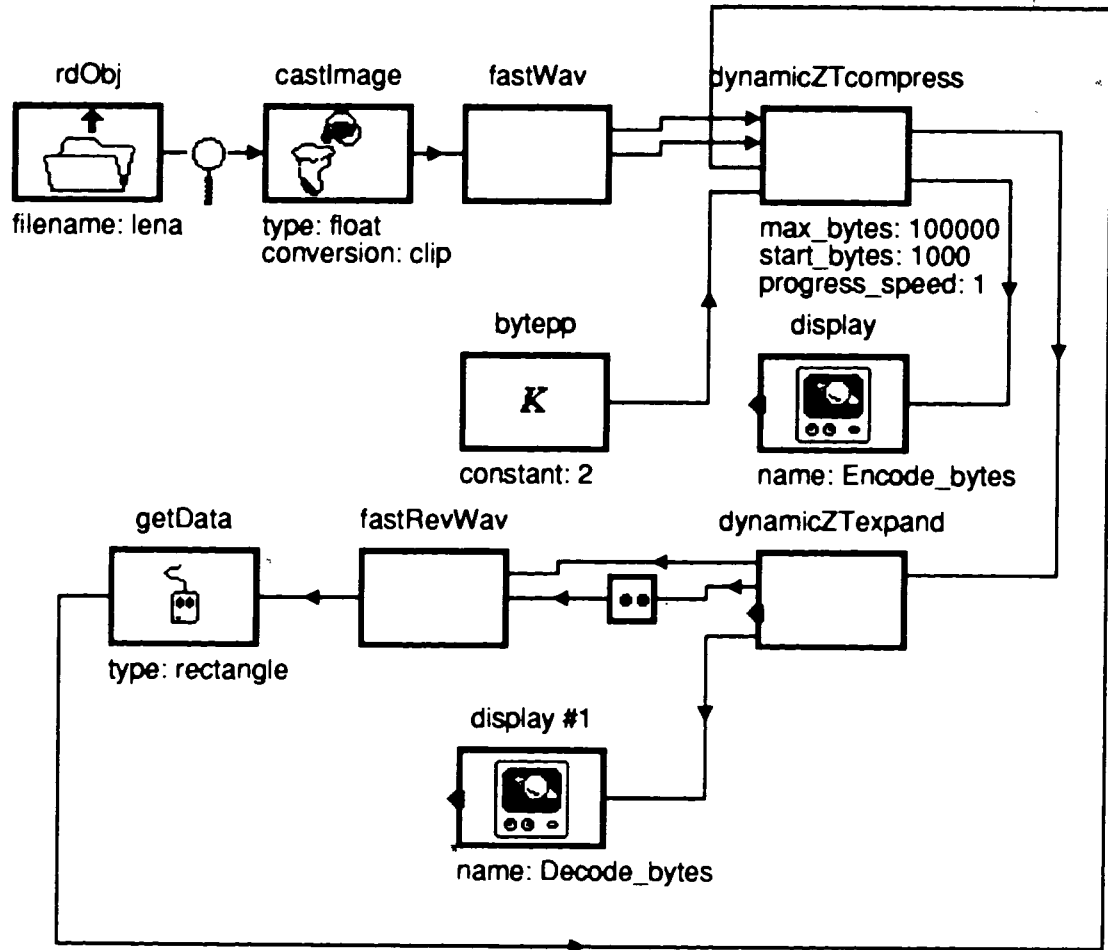 rdObj
castImage
fastWav
dynamicZTcompress
filename: lena
type: float
conversion: clip
max_bytes: 100000
start_bytes: 1000
progress_speed: 1
bytepp
display
K
constant: 2
name: Encode_bytes
getData
fastRevWav
dynamicZTexpand
type: rectangle
display #1
name: Decode_bytes